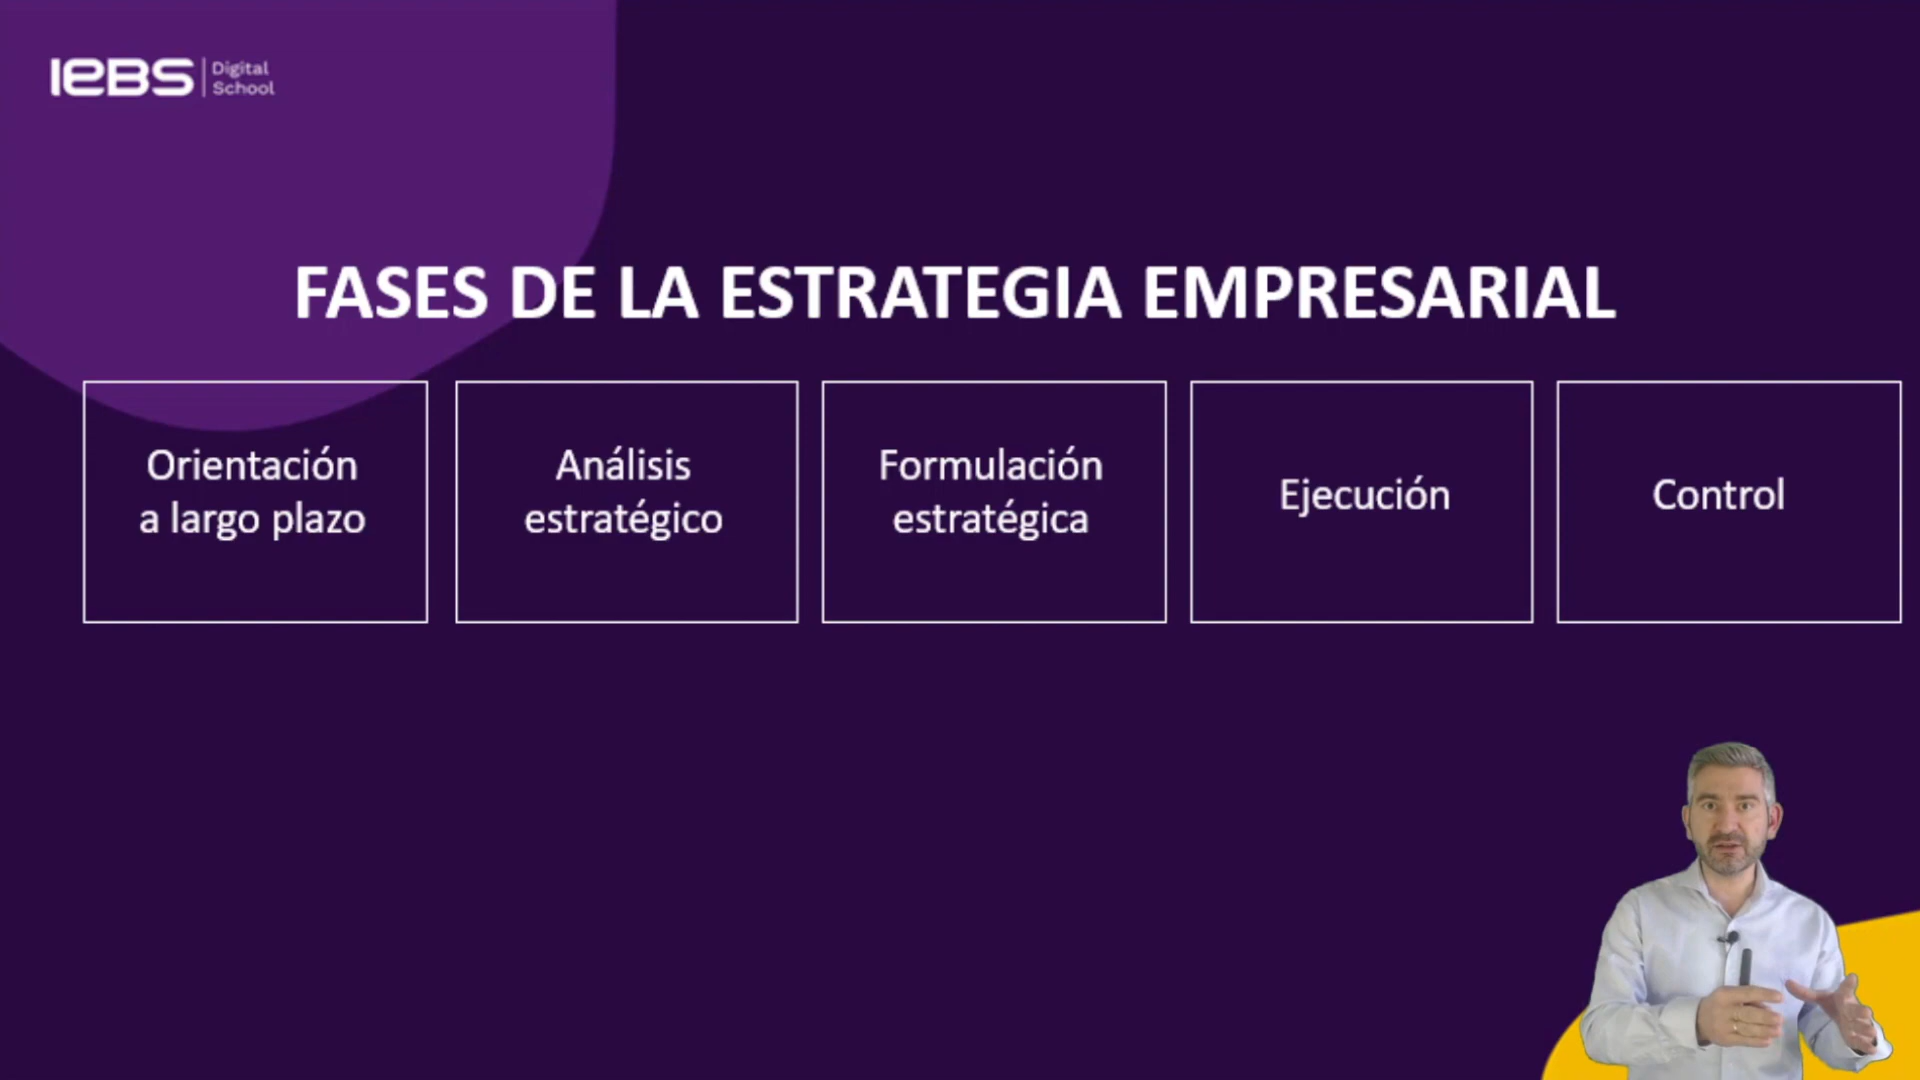 IEBS Digital
School
FASES DE LA ESTRATEGIA EMPRESARIAL
Orientación
a largo plazo
Análisis
estratégico
Formulación
estratégica
Ejecución
Control